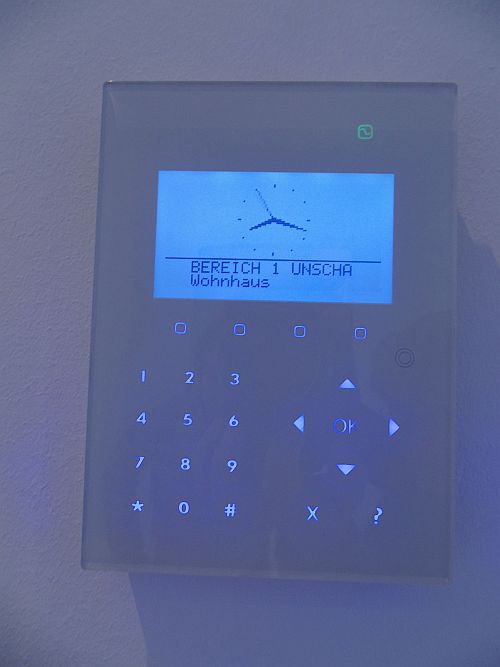 BEREICH 1 UNSCHA
Wohnhaus
1 2 3
4 5 6 OK
7 8 9
* 0 # X ?